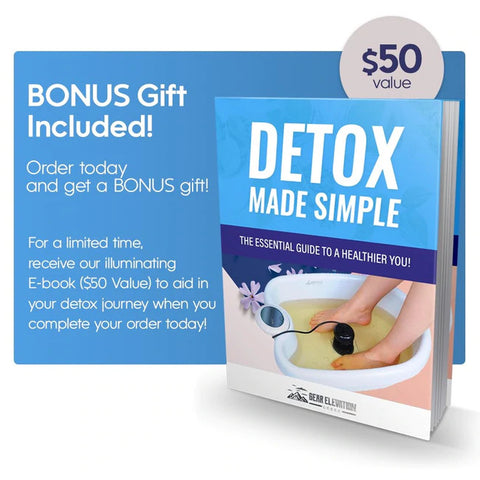 $50
value
BONUS Gift
Included!
Order today
and get a BONUS gift!
For a limited time,
receive our illuminating
E-book ($50 Value) to aid in
your detox journey when you
complete your order today!
DETOX
MADE SIMPLE
THE ESSENTIAL GUIDE TO A HEALTHIER YOU!
BEAR ELEVATION